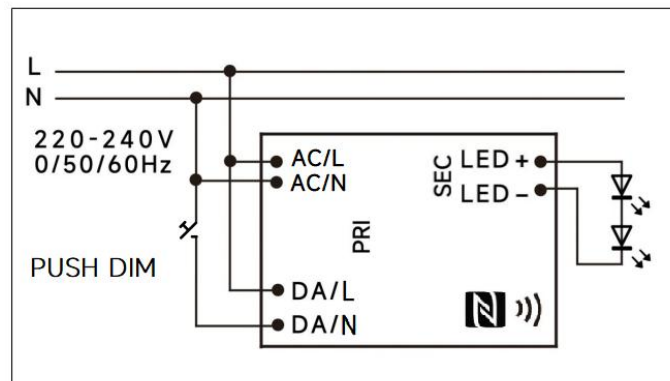 L
N
220-240V
0/50/60Hz
PUSH DIM
AC/L
AC/N
PRI
DA/L
DA/N
SEC
LED +
LED -
N